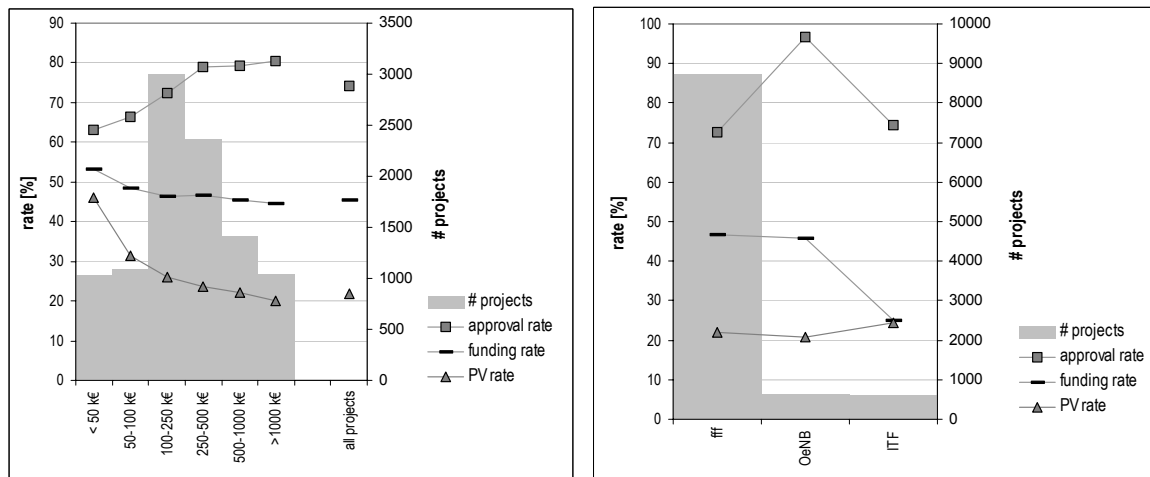 90
80
70
60
50
40
30
20
10
0
rate [%]
3500
3000
2500
2000
1500
1000
500
0
# projects
< 50 k€
50-100 k€
100-250 k€
250-500 k€
500-1000 k€
>1000 k€
all projects
# projects
approval rate
funding rate
PV rate
100
90
80
70
60
50
40
30
20
10
0
rate [%]
10000
9000
8000
7000
6000
5000
4000
3000
2000
1000
0
# projects
fff
OeNB
ITF
# projects
approval rate
funding rate
PV rate